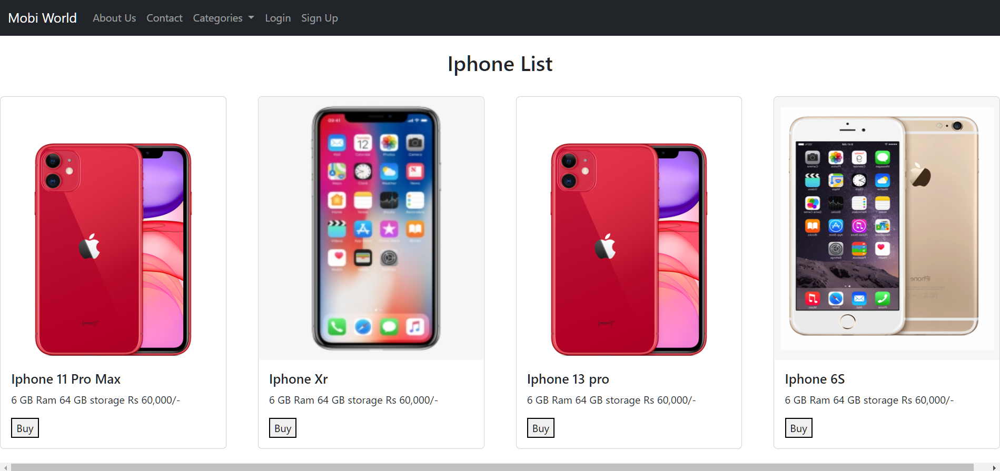 Mobi World About Us Contact Categories Login Sign Up
Iphone List
09:41
12
Iphone 11 Pro Max
6 GB Ram 64 GB storage Rs 60,000/-
Buy
Iphone Xr
6 GB Ram 64 GB storage Rs 60,000/-
Buy
Iphone 13 pro
6 GB Ram 64 GB storage Rs 60,000/-
Buy
Iphone 6S
6 GB Ram 64 GB storage Rs 60,000/-
Buy